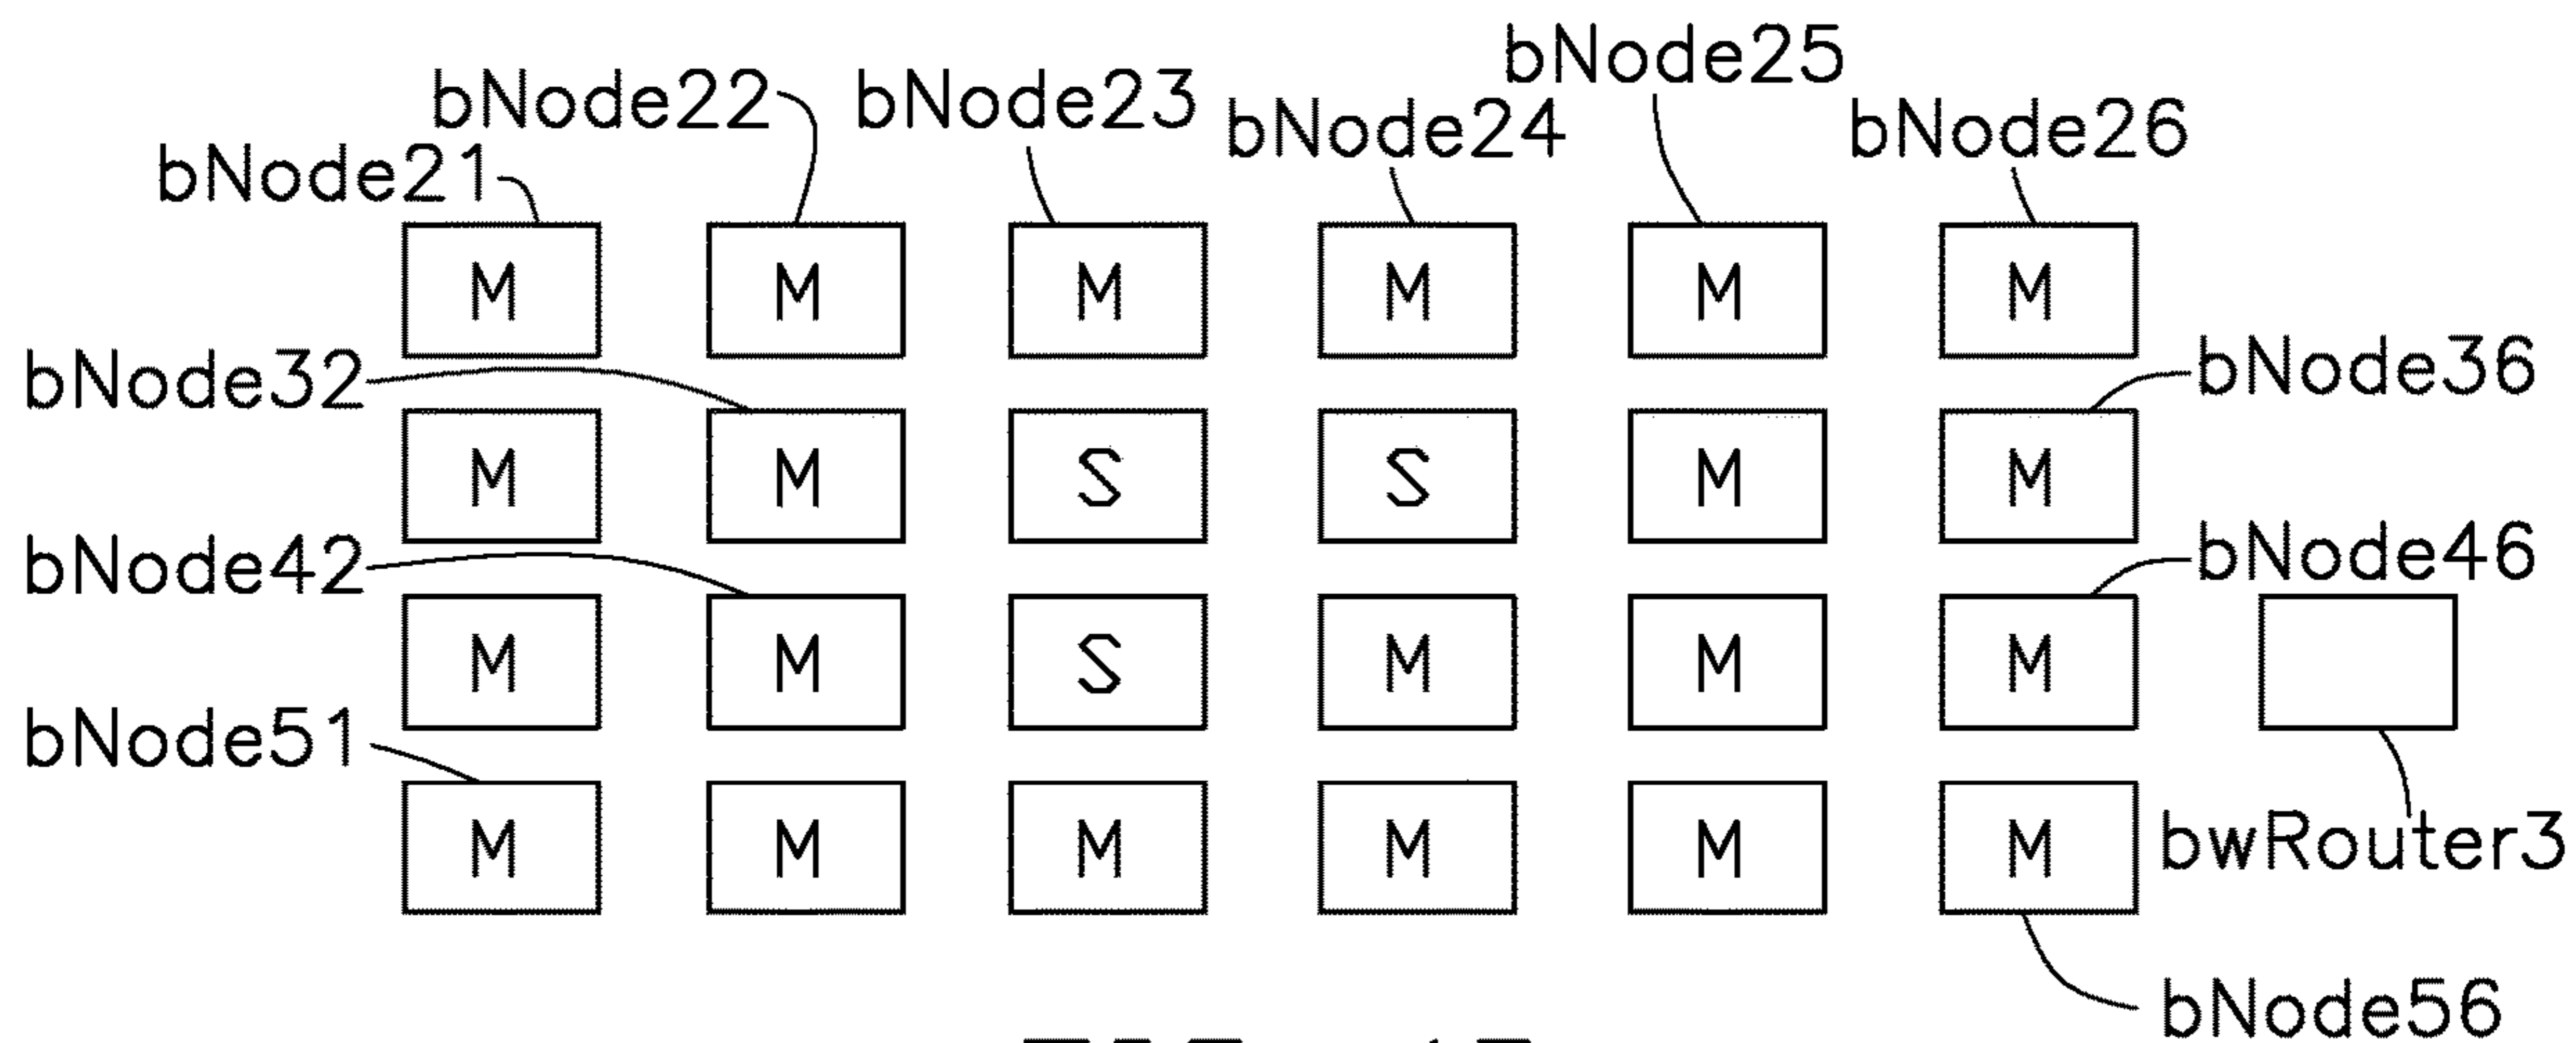 bNode25
bNode22 bNode23 bNode24 bNode26
bNode21
M M M M M M
bNode32 bNode36
M M S S M M
bNode42 bNode46
M M S M M M
bNode51
M M M M M M
bwRouter3
bNode56